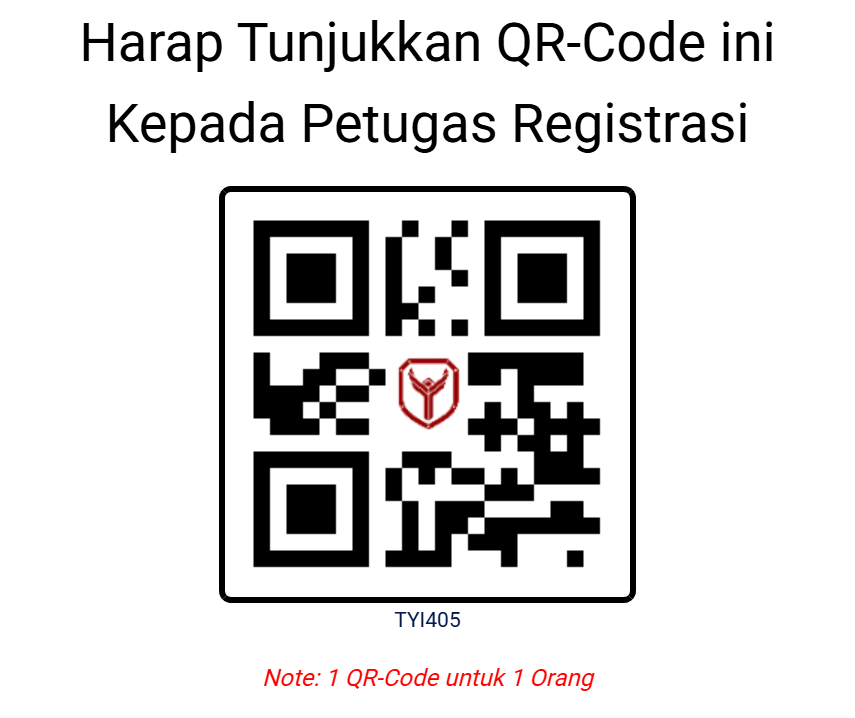 Harap Tunjukkan QR-Code ini
Kepada Petugas Registrasi
TYI405
Note: 1 QR-Code untuk 1 Orang